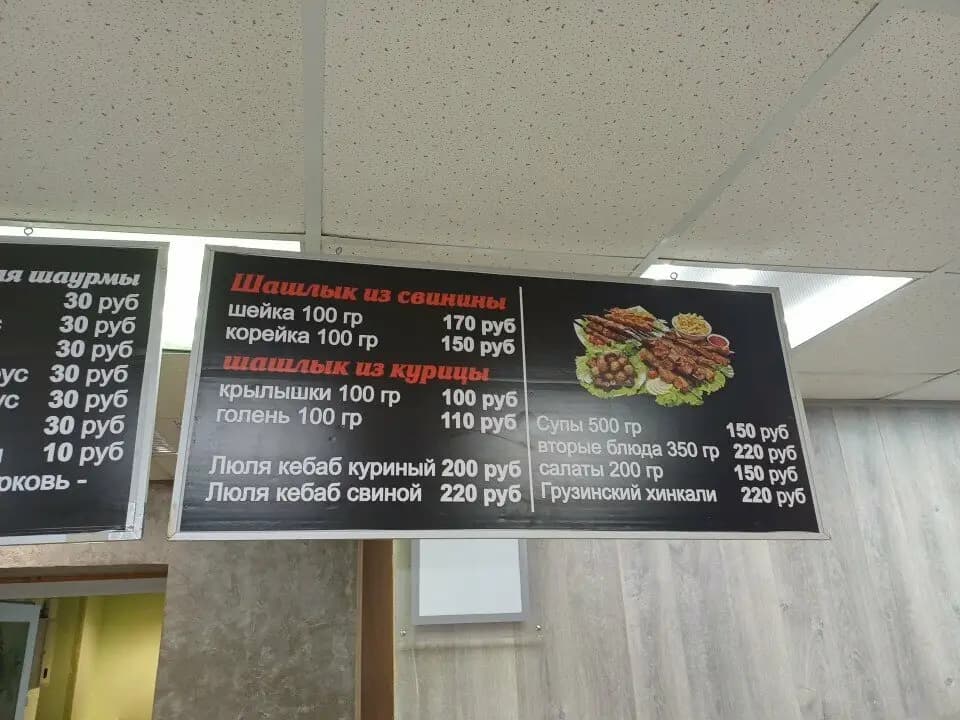 шаурмы
30 руб
30 руб
30 руб
30 руб
30 руб
30 руб
10 руб
Шашлык из свинины
шейка 100 гр 170 руб
корейка 100 гр 150 руб
шашлык из курицы
крылышки 100 гр 100 руб
голень 100 гр 110 руб
Люля кебаб куриный 200 руб
Люля кебаб свиной 220 руб
Супы 500 гр 150 руб
вторые блюда 350 гр 220 руб
салаты 200 гр 150 руб
Грузинский хинкали 220 руб